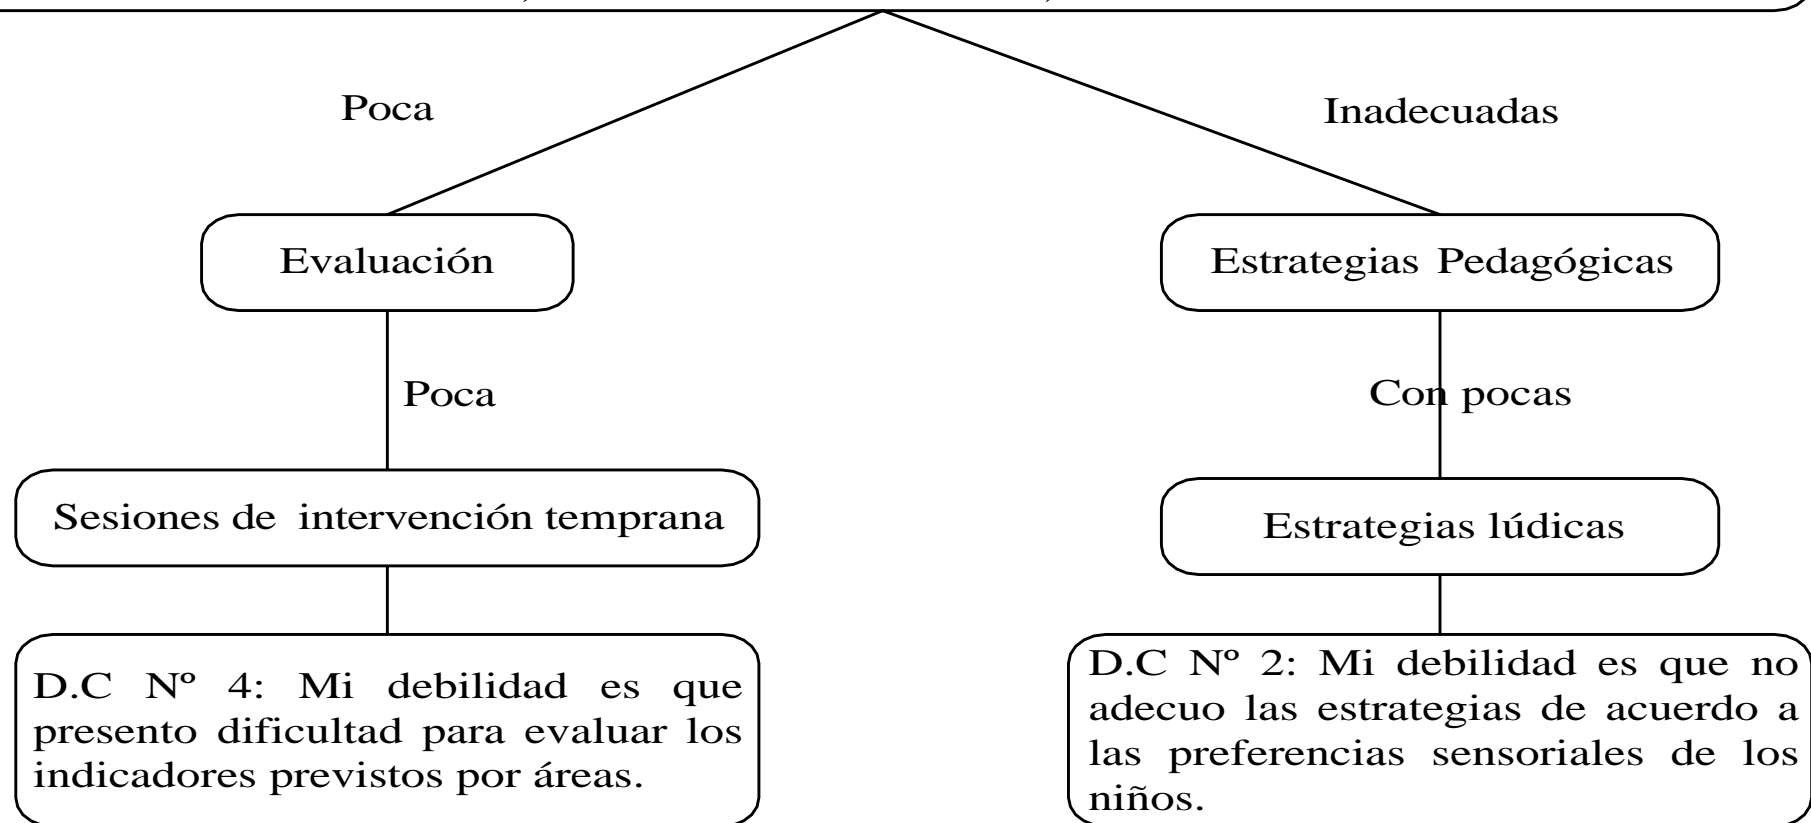 Poca
Inadecuadas
Evaluación
Estrategias Pedagógicas
Poca
Con pocas
Sesiones de intervención temprana
Estrategias lúdicas
D.C Nº 4: Mi debilidad es que
presento dificultad para evaluar los
indicadores previstos por áreas.
D.C Nº 2: Mi debilidad es que no
adecuo las estrategias de acuerdo a
las preferencias sensoriales de los
niños.